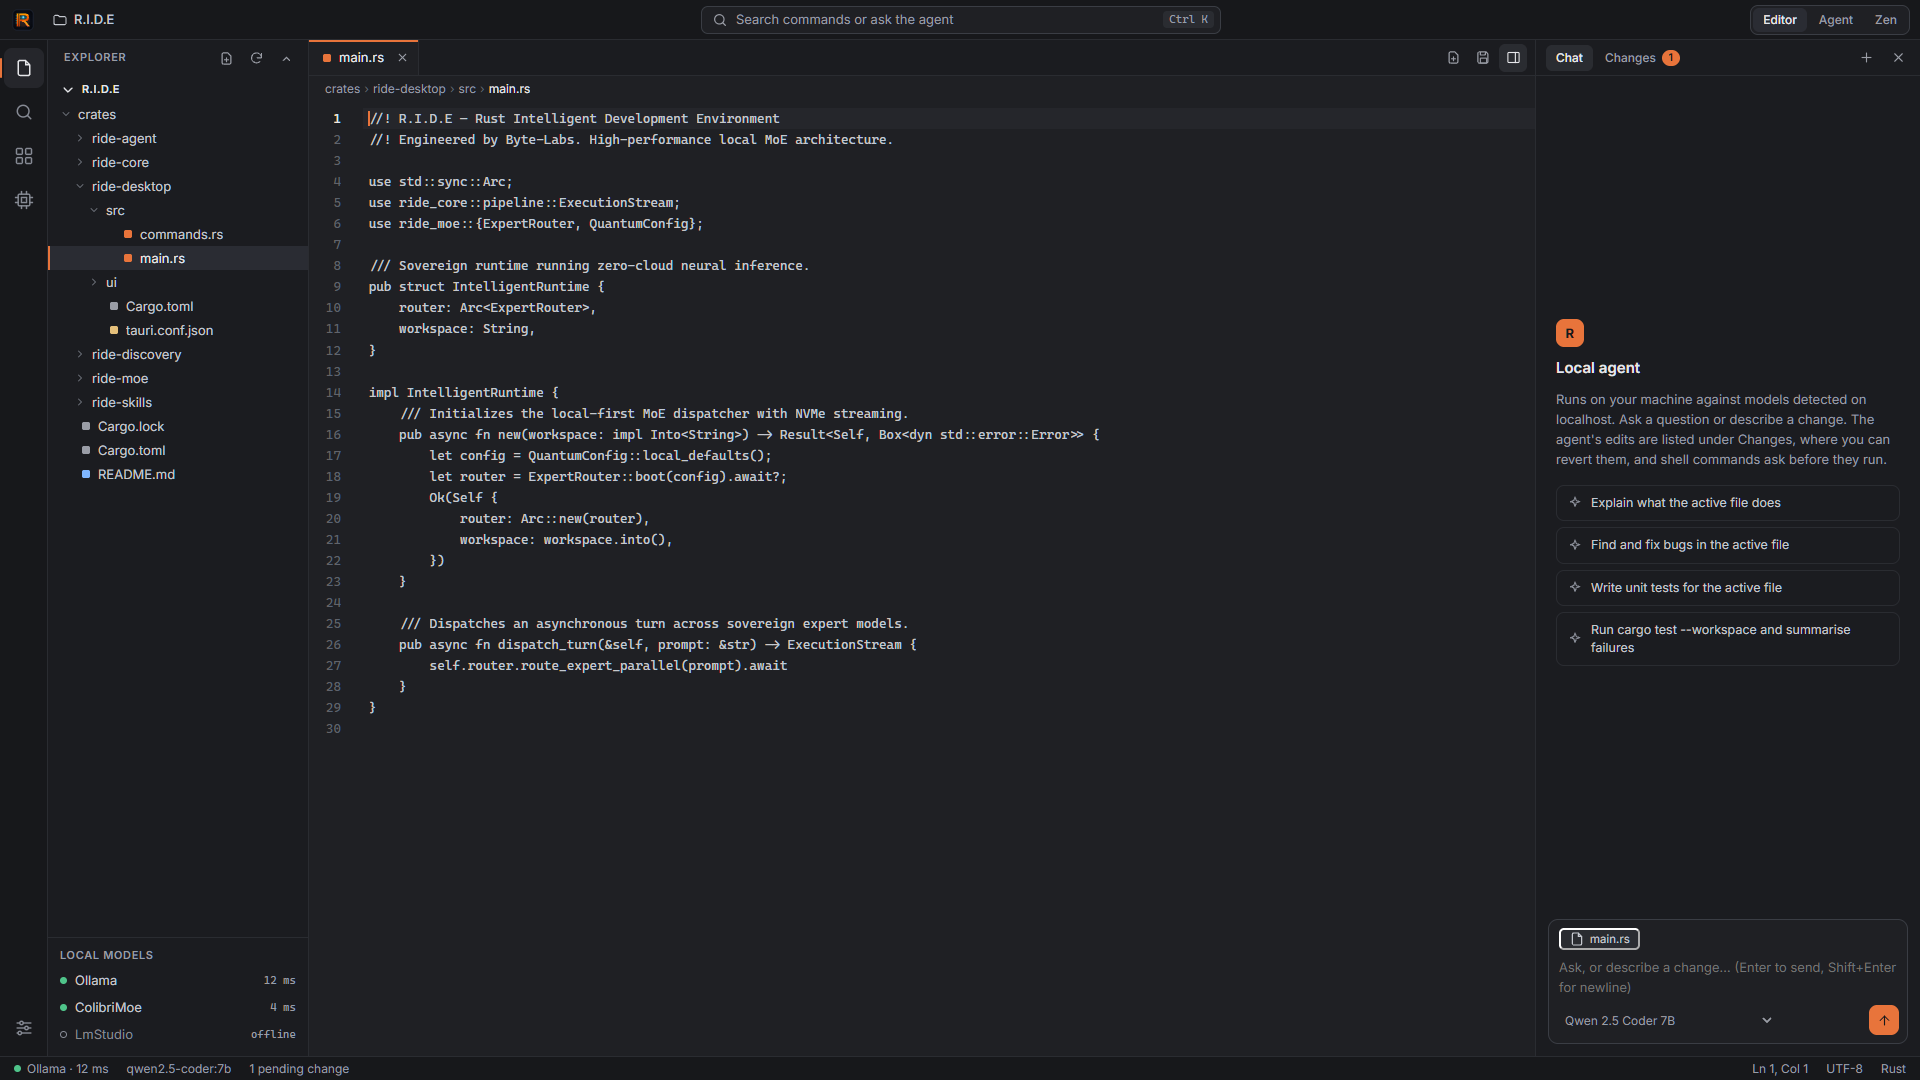 R.I.D.E
Search commands or ask the agent
Ctrl K
Editor
Agent
Zen
EXPLORER
R.I.D.E
crates
ride-agent
ride-core
ride-desktop
src
commands.rs
main.rs
ui
Cargo.toml
tauri.conf.json
ride-discovery
ride-moe
ride-skills
Cargo.lock
Cargo.toml
README.md
LOCAL MODELS
Ollama 12 ms
ColibriMoe 4 ms
LmStudio offline
main.rs
crates › ride-desktop › src › main.rs
1 //! R.I.D.E — Rust Intelligent Development Environment
2 //! Engineered by Byte-Labs. High-performance local MoE architecture.
3
4 use std::sync::Arc;
5 use ride_core::pipeline::ExecutionStream;
6 use ride_moe::{ExpertRouter, QuantumConfig};
7
8 /// Sovereign runtime running zero-cloud neural inference.
9 pub struct IntelligentRuntime {
10     router: Arc<ExpertRouter>,
11     workspace: String,
12 }
13
14 impl IntelligentRuntime {
15     /// Initializes the local-first MoE dispatcher with NVMe streaming.
16     pub async fn new(workspace: impl Into<String>) -> Result<Self, Box<dyn std::error::Error>> {
17         let config = QuantumConfig::local_defaults();
18         let router = ExpertRouter::boot(config).await?;
19         Ok(Self {
20             router: Arc::new(router),
21             workspace: workspace.into(),
22         })
23     }
24
25     /// Dispatches an asynchronous turn across sovereign expert models.
26     pub async fn dispatch_turn(&self, prompt: &str) -> ExecutionStream {
27         self.router.route_expert_parallel(prompt).await
28     }
29 }
30
Chat
Changes 1
R
Local agent
Runs on your machine against models detected on
localhost. Ask a question or describe a change. The
agent's edits are listed under Changes, where you can
revert them, and shell commands ask before they run.
Explain what the active file does
Find and fix bugs in the active file
Write unit tests for the active file
Run cargo test --workspace and summarise
failures
main.rs
Ask, or describe a change... (Enter to send, Shift+Enter
for newline)
Qwen 2.5 Coder 7B
Ollama · 12 ms
qwen2.5-coder:7b
1 pending change
Ln 1, Col 1
UTF-8
Rust